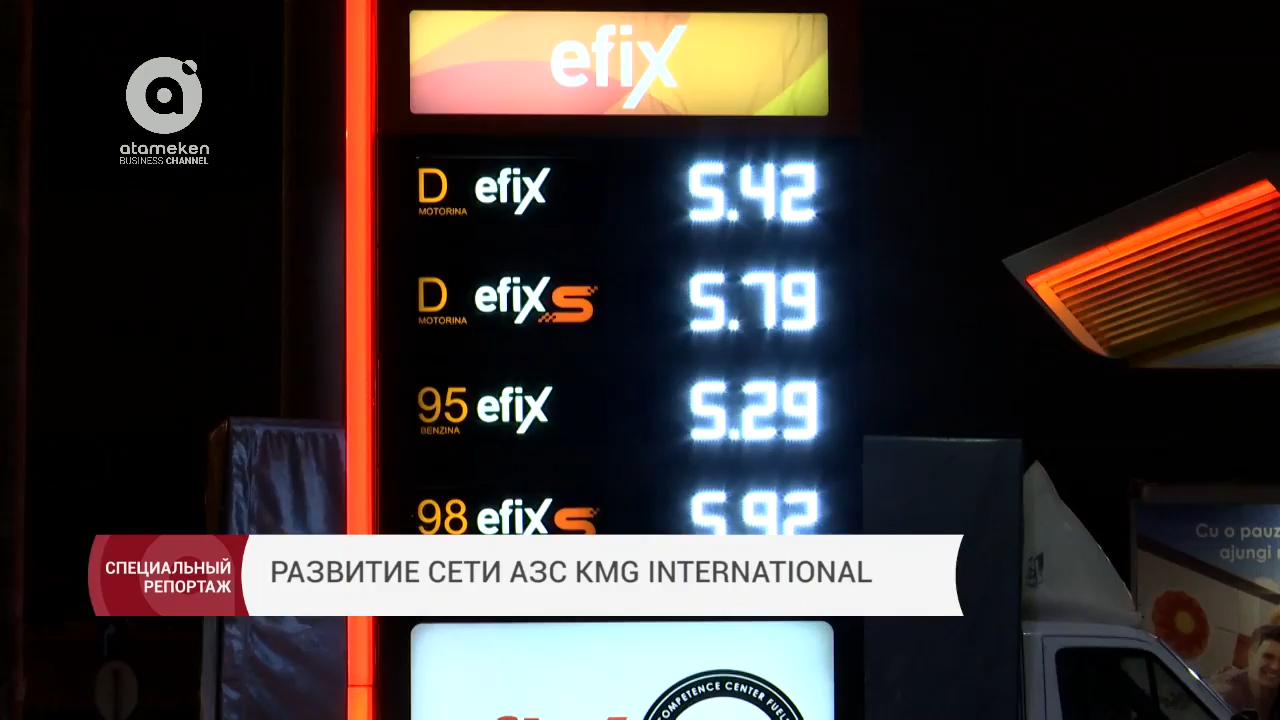 efix
atameken
BUSINESS CHANNEL
D efix 5.42
MOTORINA
D efix S 5.79
MOTORINA
95 efix 5.29
BENZINA
98 efix S 5.92
Cu o pauz
ajungi
СПЕЦИАЛЬНЫЙ
РЕПОРТАЖ
РАЗВИТИЕ СЕТИ АЗС KMG INTERNATIONAL
COMPETENCE CENTER FUEL